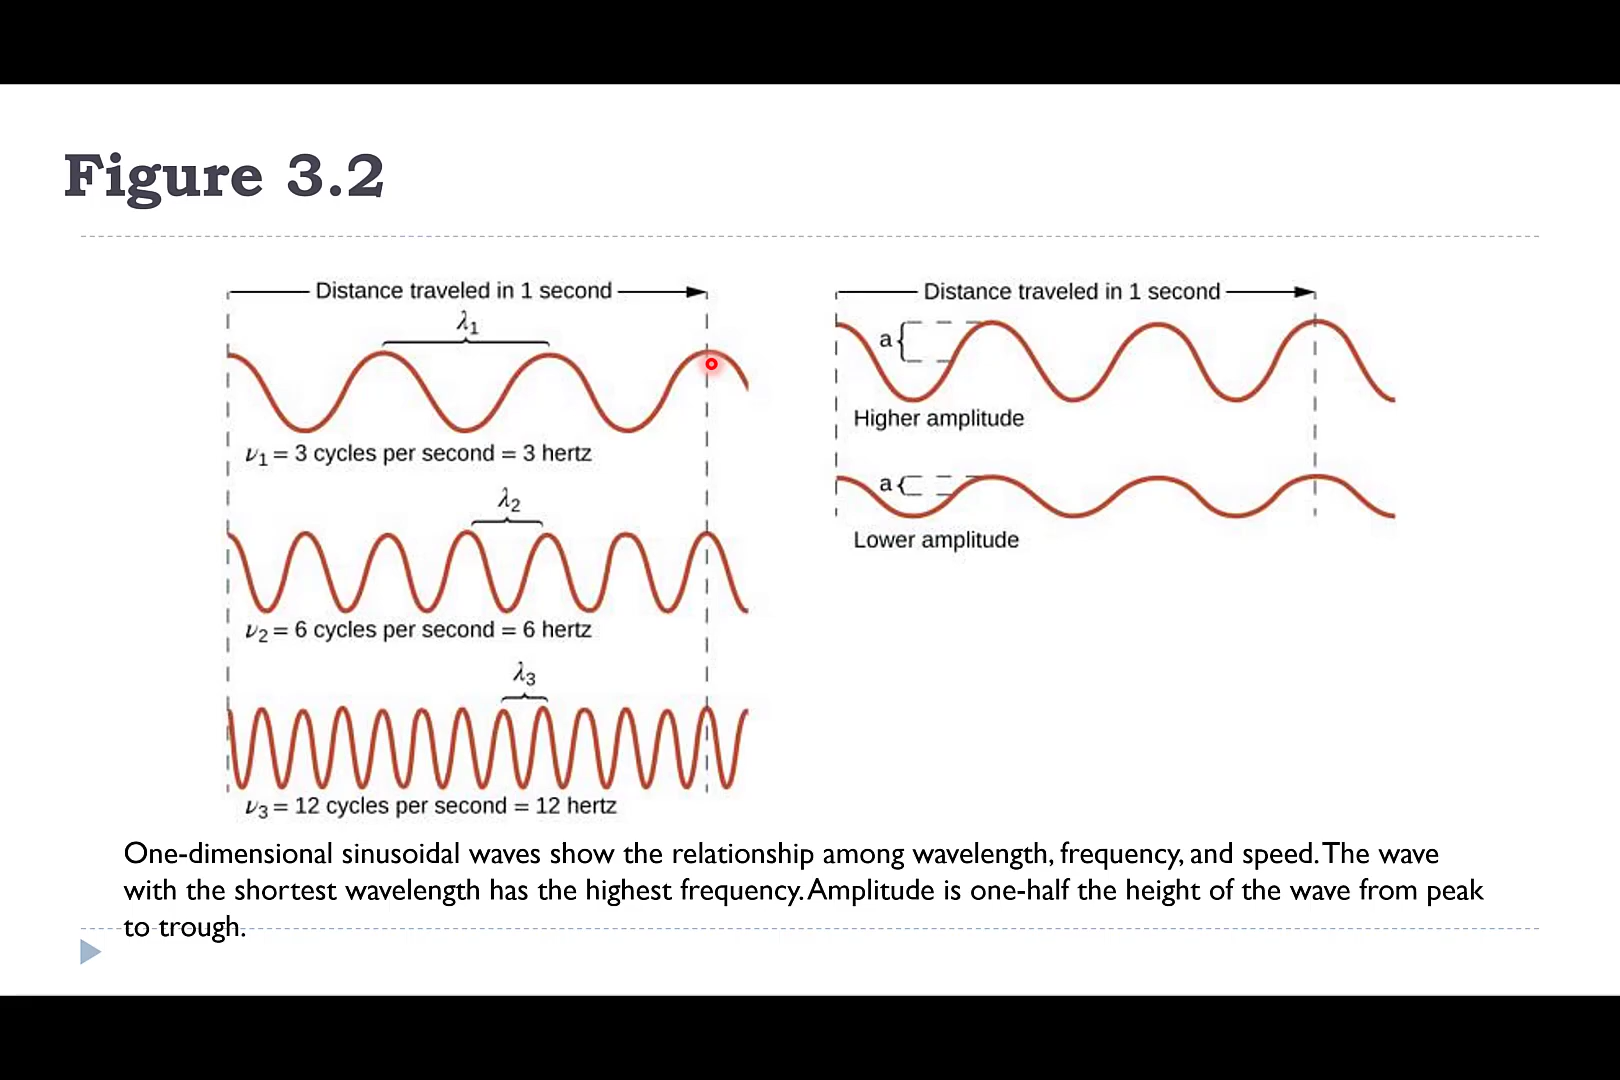 Figure 3.2
Distance traveled in 1 second
λ1
ν1 = 3 cycles per second = 3 hertz
λ2
ν2 = 6 cycles per second = 6 hertz
λ3
ν3 = 12 cycles per second = 12 hertz
Distance traveled in 1 second
a
Higher amplitude
a
Lower amplitude
One-dimensional sinusoidal waves show the relationship among wavelength, frequency, and speed. The wave
with the shortest wavelength has the highest frequency. Amplitude is one-half the height of the wave from peak
to trough.